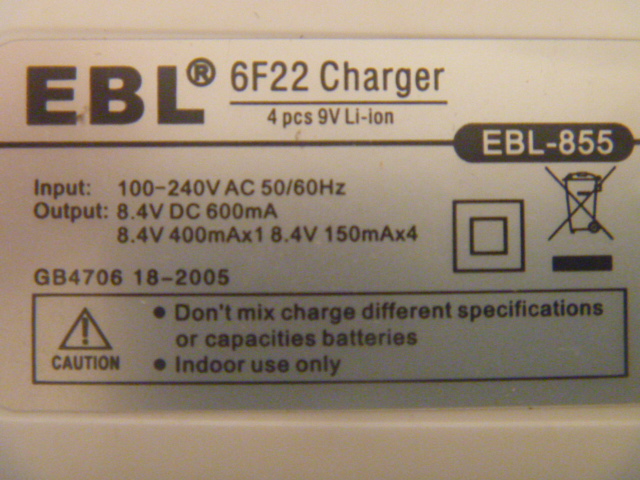 EBL® 6F22 Charger
4 pcs 9V Li-ion
EBL-855
Input: 100-240V AC 50/60Hz
Output: 8.4V DC 600mA
8.4V 400mAx1 8.4V 150mAx4
GB4706 18-2005
• Don't mix charge different specifications
or capacities batteries
• Indoor use only
CAUTION